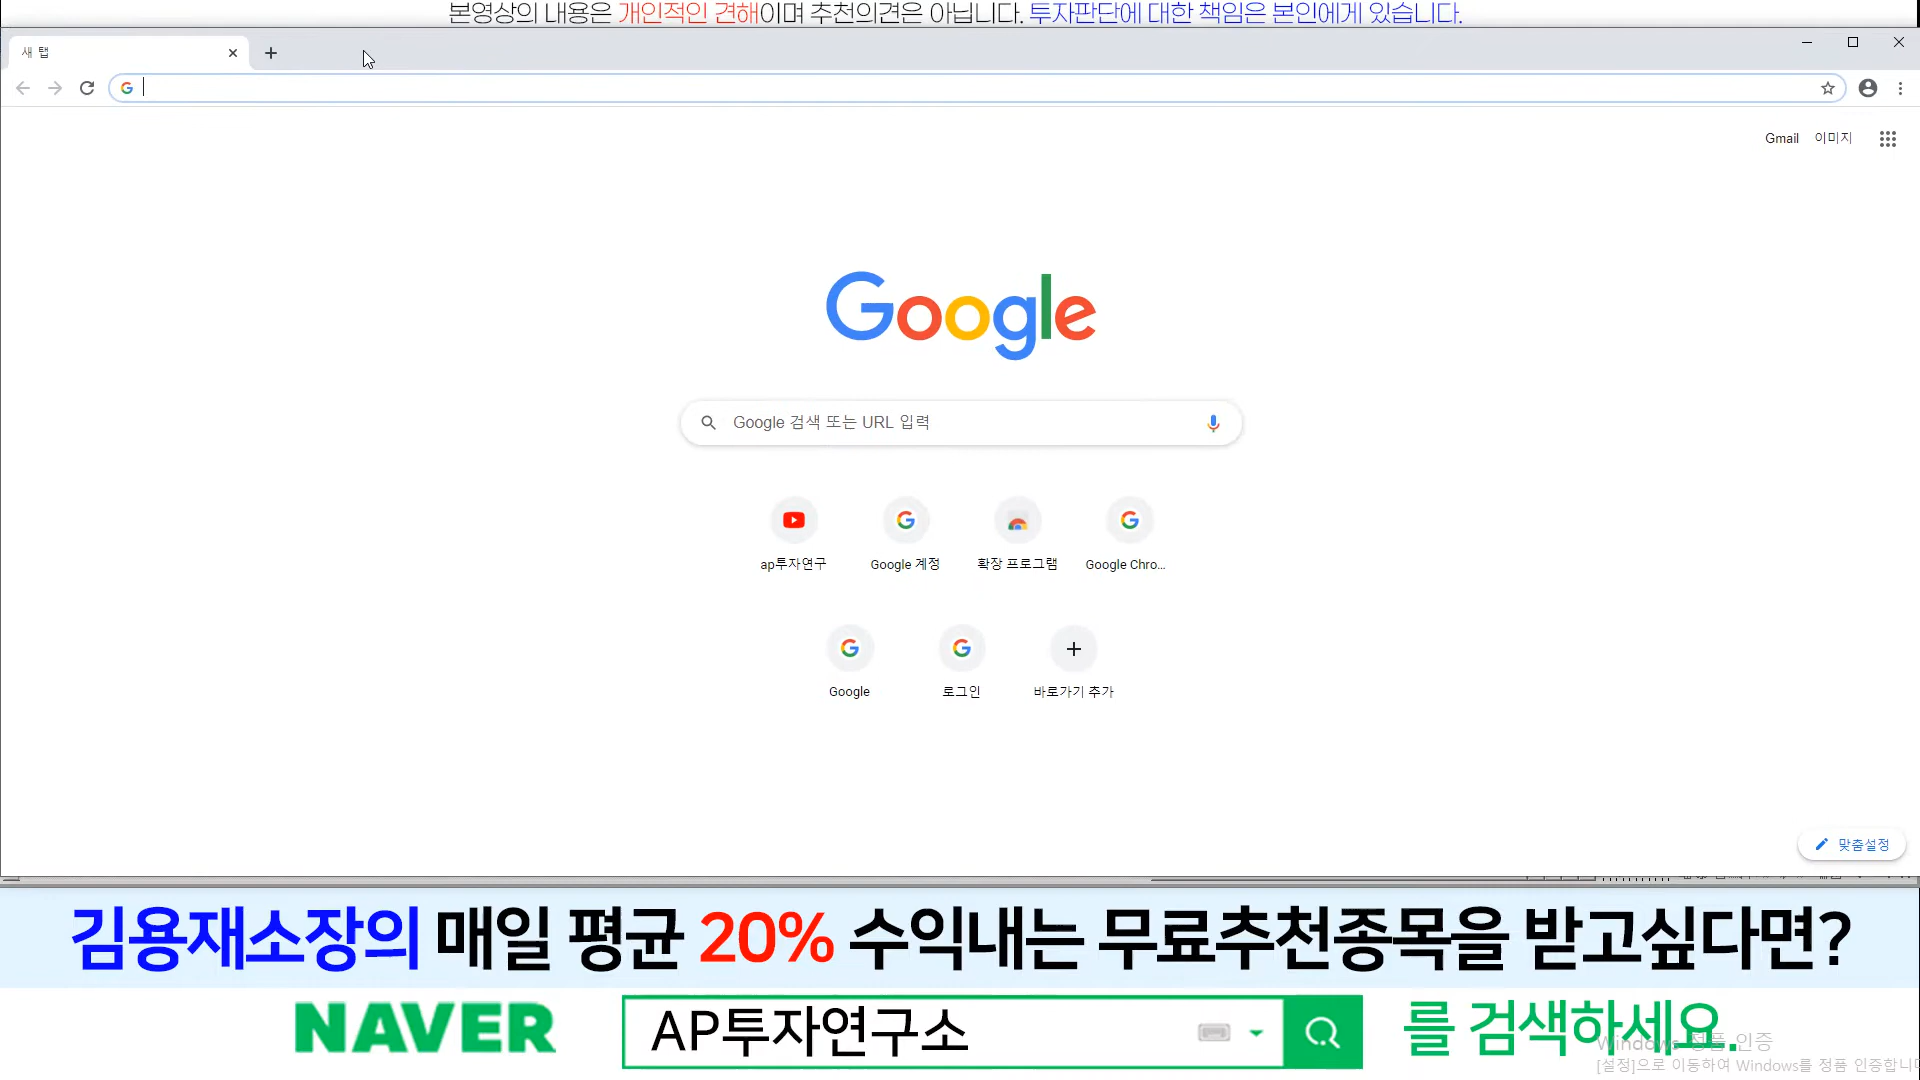 본영상의 내용은 개인적인 견해이며 추천의견은 아닙니다. 투자판단에 대한 책임은 본인에게 있습니다.
새 탭
Gmail 이미지
Google
Google 검색 또는 URL 입력
ap투자연구 Google 계정 확장 프로그램 Google Chro...
Google 로그인 바로가기 추가
맞춤설정
김용재소장의 매일 평균 20% 수익내는 무료추천종목을 받고싶다면?
NAVER AP투자연구소 를 검색하세요.
Windows 정품 인증
[설정]으로 이동하여 Windows를 정품 인증합니다